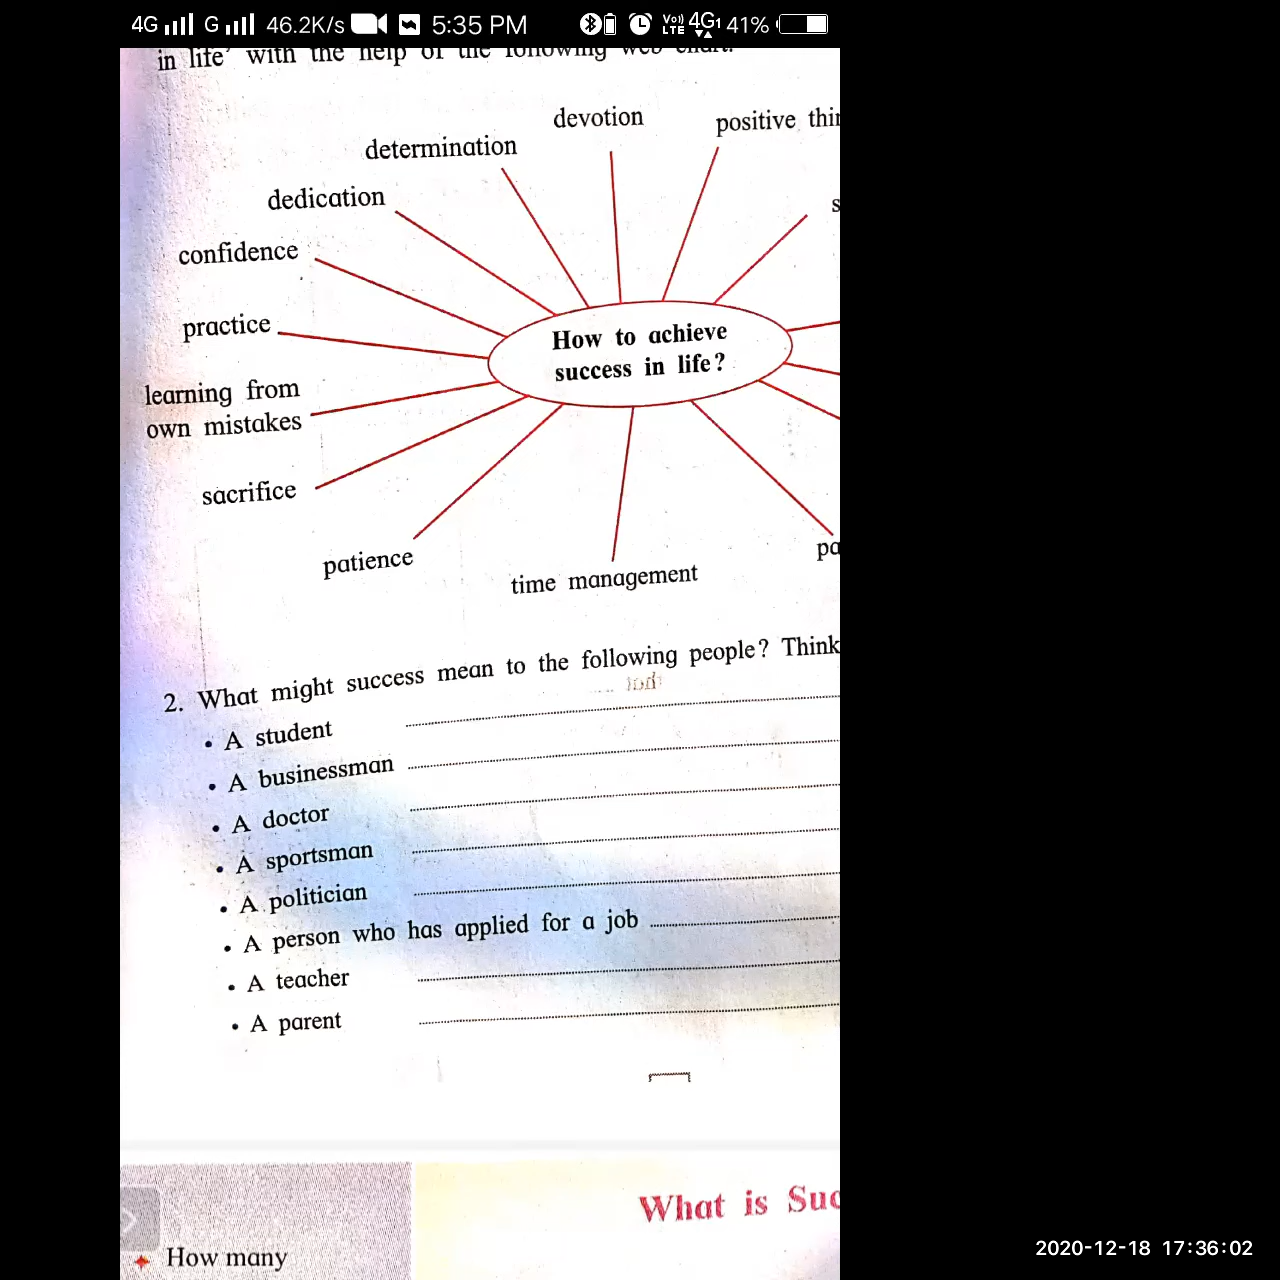 4G G 46.2K/s 5:35 PM VoLTE 4G 1 41%
in life' with the help of the following web chart.
devotion
positive
determination
dedication
confidence
practice
How to achieve
success in life?
learning from
own mistakes
sacrifice
patience
time management
2. What might success mean to the following people? Think
• A student
• A businessman
• A doctor
• A sportsman
• A politician
• A person who has applied for a job
• A teacher
• A parent
What is
How many
2020-12-18 17:36:02